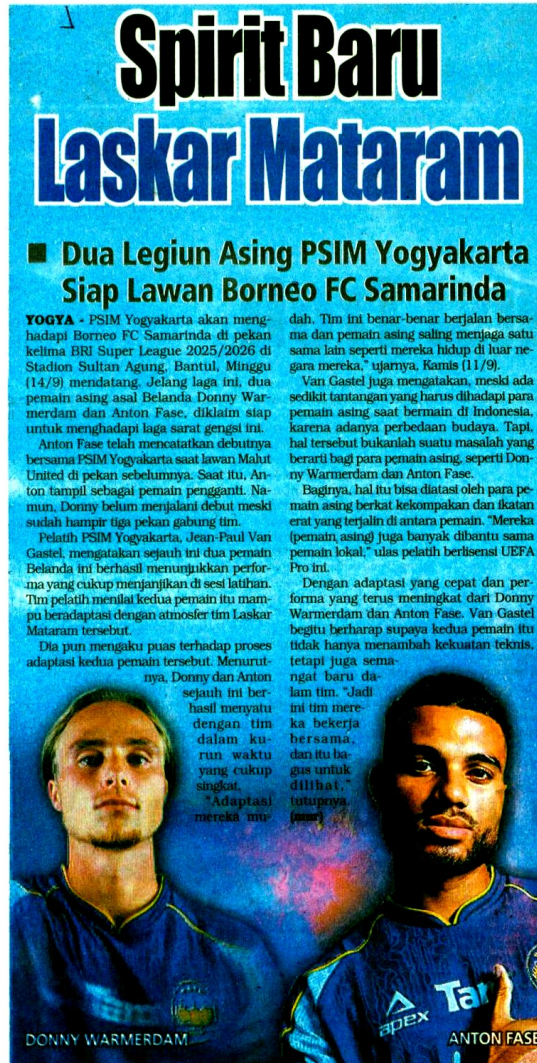 Spirit Baru
Laskar Mataram
■ Dua Legiun Asing PSIM Yogyakarta
Siap Lawan Borneo FC Samarinda
YOGYA - PSIM Yogyakarta akan meng-
hadapi Borneo FC Samarinda di pekan
kelima BRI Super League 2025/2026 di
Stadion Sultan Agung, Bantul, Minggu
(14/9) mendatang. Jelang laga ini, dua
pemain asing asal Belanda Donny War-
merdam dan Anton Fase, diklaim siap
untuk menghadapi laga sarat gengsi ini.
Anton Fase telah mencatatkan debutnya
bersama PSIM Yogyakarta saat lawan Malut
United di pekan sebelumnya. Saat itu, An-
ton tampil sebagai pemain pengganti. Na-
mun, Donny belum menjalani debut meski
sudah hampir tiga pekan gabung tim.
Pelatih PSIM Yogyakarta, Jean-Paul Van
Gastel, mengatakan sejauh ini dua pemain
Belanda ini berhasil menunjukkan perfor-
ma yang cukup menjanjikan di sesi latihan.
Tim pelatih menilai kedua pemain itu mam-
pu beradaptasi dengan atmosfer tim Laskar
Mataram tersebut.
Dia pun mengaku puas terhadap proses
adaptasi kedua pemain tersebut. Menurut-
nya, Donny dan Anton
sejauh ini ber-
hasil menyatu
dengan tim
dalam ku-
run waktu
yang cukup
singkat.
"Adaptasi
mereka mu-
dah. Tim ini benar-benar berjalan bersa-
ma dan pemain asing saling menjaga satu
sama lain seperti mereka hidup di luar ne-
gara mereka," ujarnya, Kamis (11/9).
Van Gastel juga mengatakan, meski ada
sedikit tantangan yang harus dihadapi para
pemain asing saat bermain di Indonesia,
karena adanya perbedaan budaya. Tapi,
hal tersebut bukanlah suatu masalah yang
berarti bagi para pemain asing, seperti Don-
ny Warmerdam dan Anton Fase.
Baginya, hal itu bisa diatasi oleh para pe-
main asing berkat kekompakan dan ikatan
erat yang terjalin di antara pemain. "Mereka
(pemain asing) juga banyak dibantu sama
pemain lokal," ulas pelatih berlisensi UEFA
Pro ini.
Dengan adaptasi yang cepat dan per-
forma yang terus meningkat dari Donny
Warmerdam dan Anton Fase. Van Gastel
begitu berharap supaya kedua pemain itu
tidak hanya menambah kekuatan teknis,
tetapi juga sema-
ngat baru da-
lam tim. "Jadi
ini tim mere-
ka bekerja
bersama,
dan itu ba-
gus untuk
dilihat,"
tutupnya.
(mur)
apex
Tar
DONNY WARMERDAM
ANTON FASE